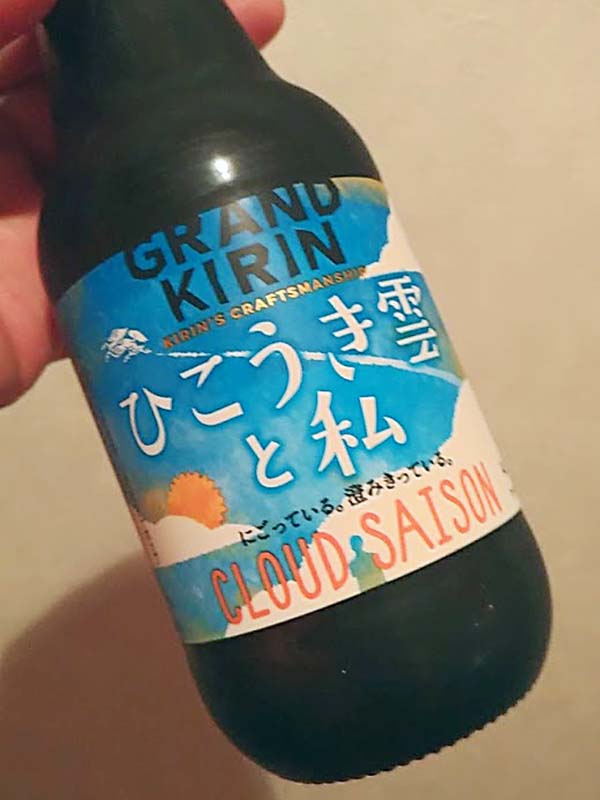 GRAND
KIRIN
KIRIN'S CRAFTSMANSHIP
ひこうき雲
と私
にごっている。澄みきっている。
CLOUD SAISON